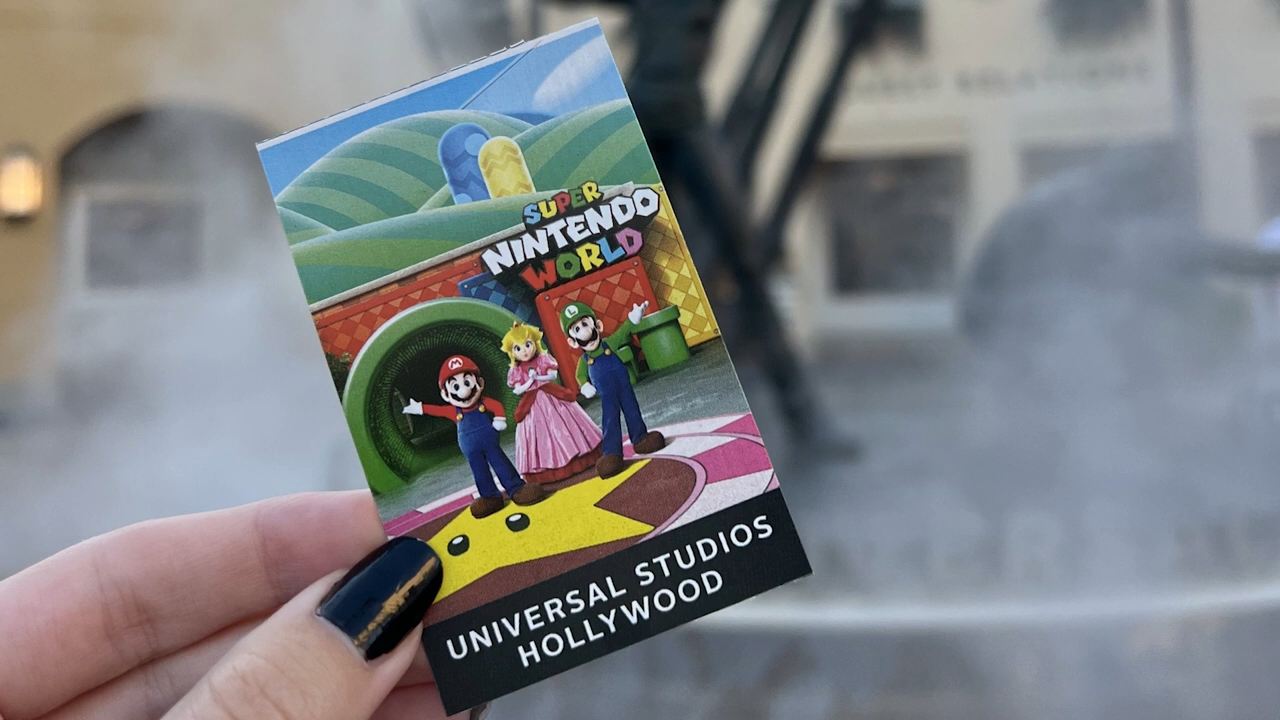 SUPER
NINTENDO
WORLD
UNIVERSAL STUDIOS
HOLLYWOOD